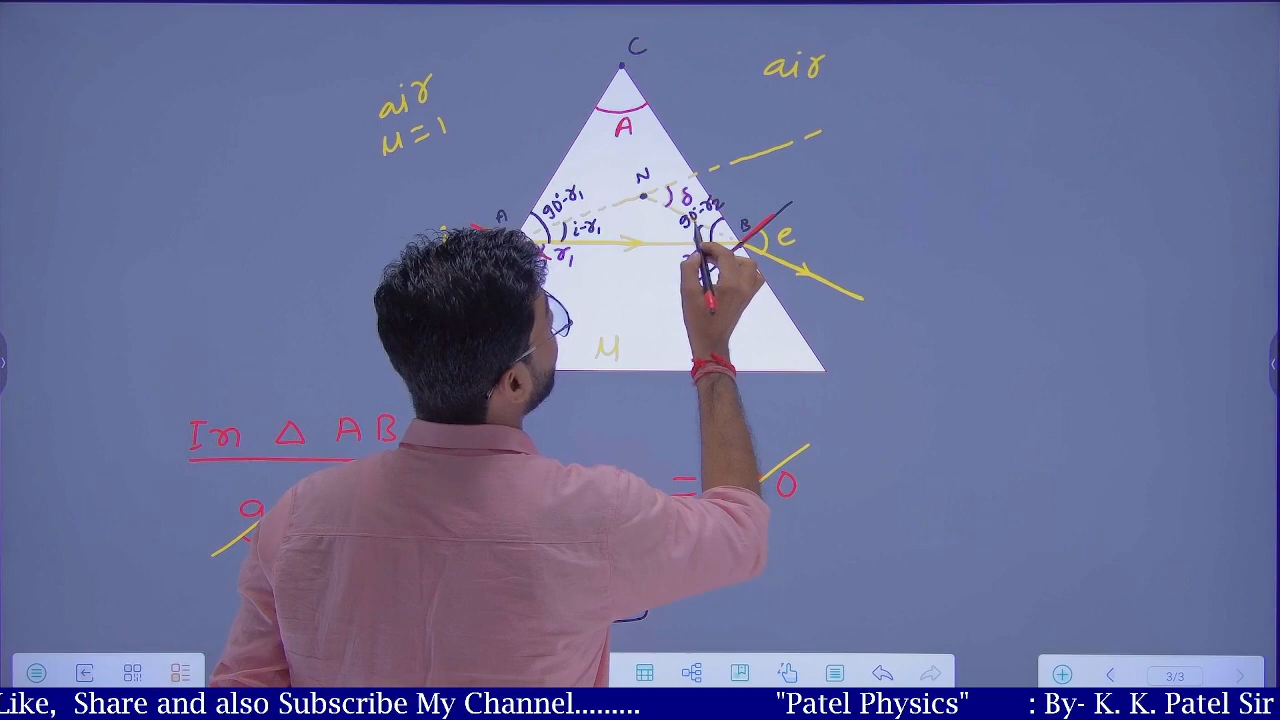 C
air
air
μ = 1
A
N
A
90-r1
i-r1
δ
90-r2
B
e
r1
μ
In Δ AB
=
0
3/3
Like, Share and also Subscribe My Channel.........
"Patel Physics"
: By- K. K. Patel Sir